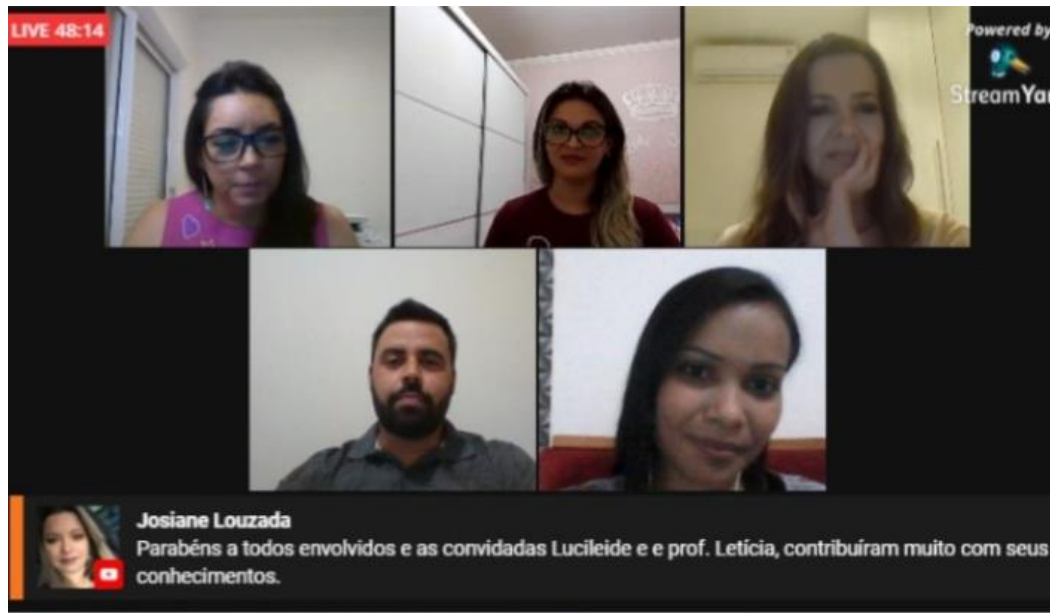 LIVE 48:14
Powered by
StreamYar
Josiane Louzada
Parabéns a todos envolvidos e as convidadas Lucileide e e prof. Letícia, contribuíram muito com seus
conhecimentos.